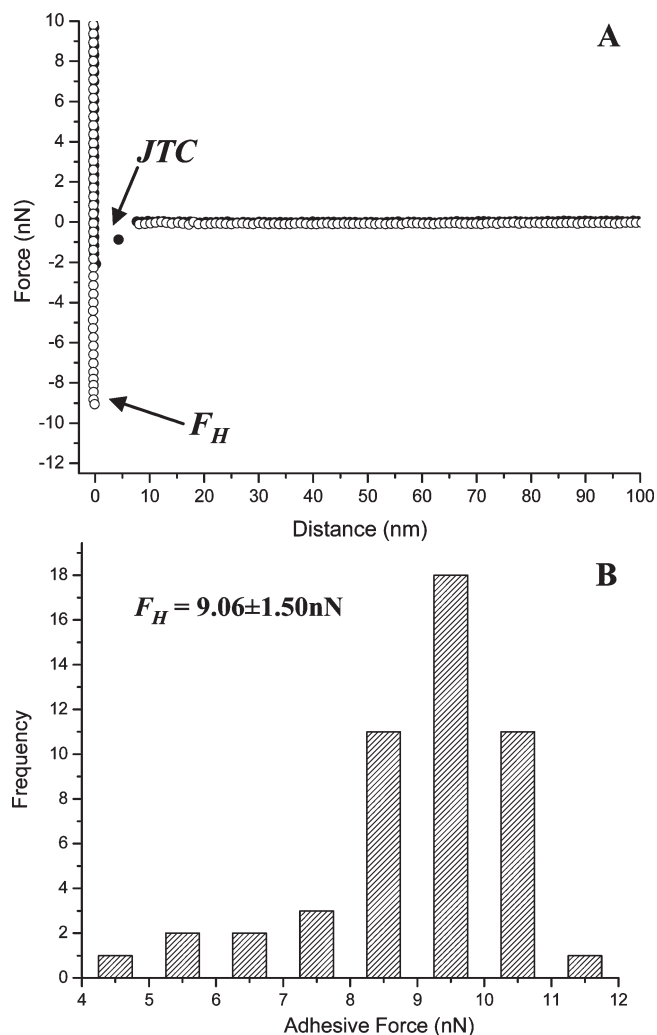 A
10
8
6
4
2
0
-2
-4
-6
-8
-10
-12
Force (nN)
JTC
F_H
0 10 20 30 40 50 60 70 80 90 100
Distance (nm)
B
F_H = 9.06±1.50nN
18
16
14
12
10
8
6
4
2
0
Frequency
4 5 6 7 8 9 10 11 12
Adhesive Force (nN)